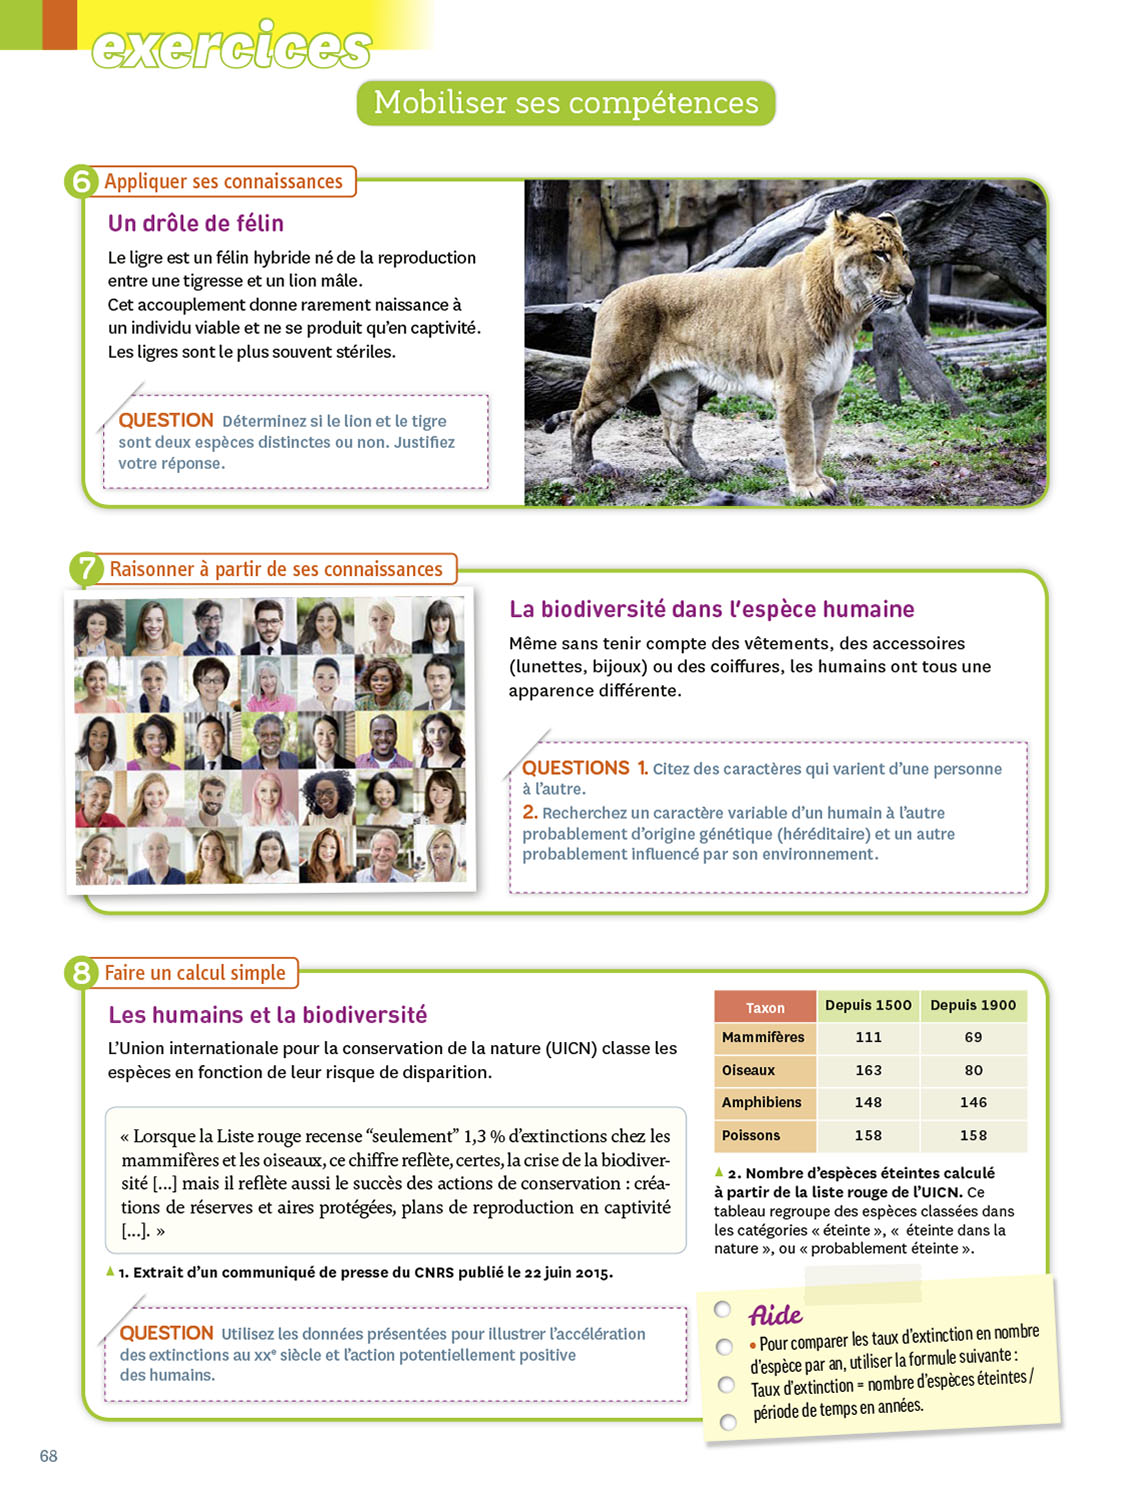 exercices
Mobiliser ses compétences
6 Appliquer ses connaissances
Un drôle de félin
Le ligre est un félin hybride né de la reproduction
entre une tigresse et un lion mâle.
Cet accouplement donne rarement naissance à
un individu viable et ne se produit qu'en captivité.
Les ligres sont le plus souvent stériles.
QUESTION Déterminez si le lion et le tigre
sont deux espèces distinctes ou non. Justifiez
votre réponse.
7 Raisonner à partir de ses connaissances
La biodiversité dans l'espèce humaine
Même sans tenir compte des vêtements, des accessoires
(lunettes, bijoux) ou des coiffures, les humains ont tous une
apparence différente.
QUESTIONS 1. Citez des caractères qui varient d'une personne
à l'autre.
2. Recherchez un caractère variable d'un humain à l'autre
probablement d'origine génétique (héréditaire) et un autre
probablement influencé par son environnement.
8 Faire un calcul simple
Les humains et la biodiversité
L'Union internationale pour la conservation de la nature (UICN) classe les
espèces en fonction de leur risque de disparition.
« Lorsque la Liste rouge recense “seulement” 1,3 % d'extinctions chez les
mammifères et les oiseaux, ce chiffre reflète, certes, la crise de la biodiver-
sité [...] mais il reflète aussi le succès des actions de conservation : créa-
tions de réserves et aires protégées, plans de reproduction en captivité
[...]. »
▲ 1. Extrait d'un communiqué de presse du CNRS publié le 22 juin 2015.
QUESTION Utilisez les données présentées pour illustrer l'accélération
des extinctions au XXe siècle et l'action potentiellement positive
des humains.
Taxon Depuis 1500 Depuis 1900
Mammifères 111 69
Oiseaux 163 80
Amphibiens 148 146
Poissons 158 158
▲ 2. Nombre d'espèces éteintes calculé
à partir de la liste rouge de l'UICN. Ce
tableau regroupe des espèces classées dans
les catégories « éteinte », « éteinte dans la
nature », ou « probablement éteinte ».
Aide
• Pour comparer les taux d'extinction en nombre
d'espèce par an, utiliser la formule suivante :
Taux d'extinction = nombre d'espèces éteintes /
période de temps en années.
68